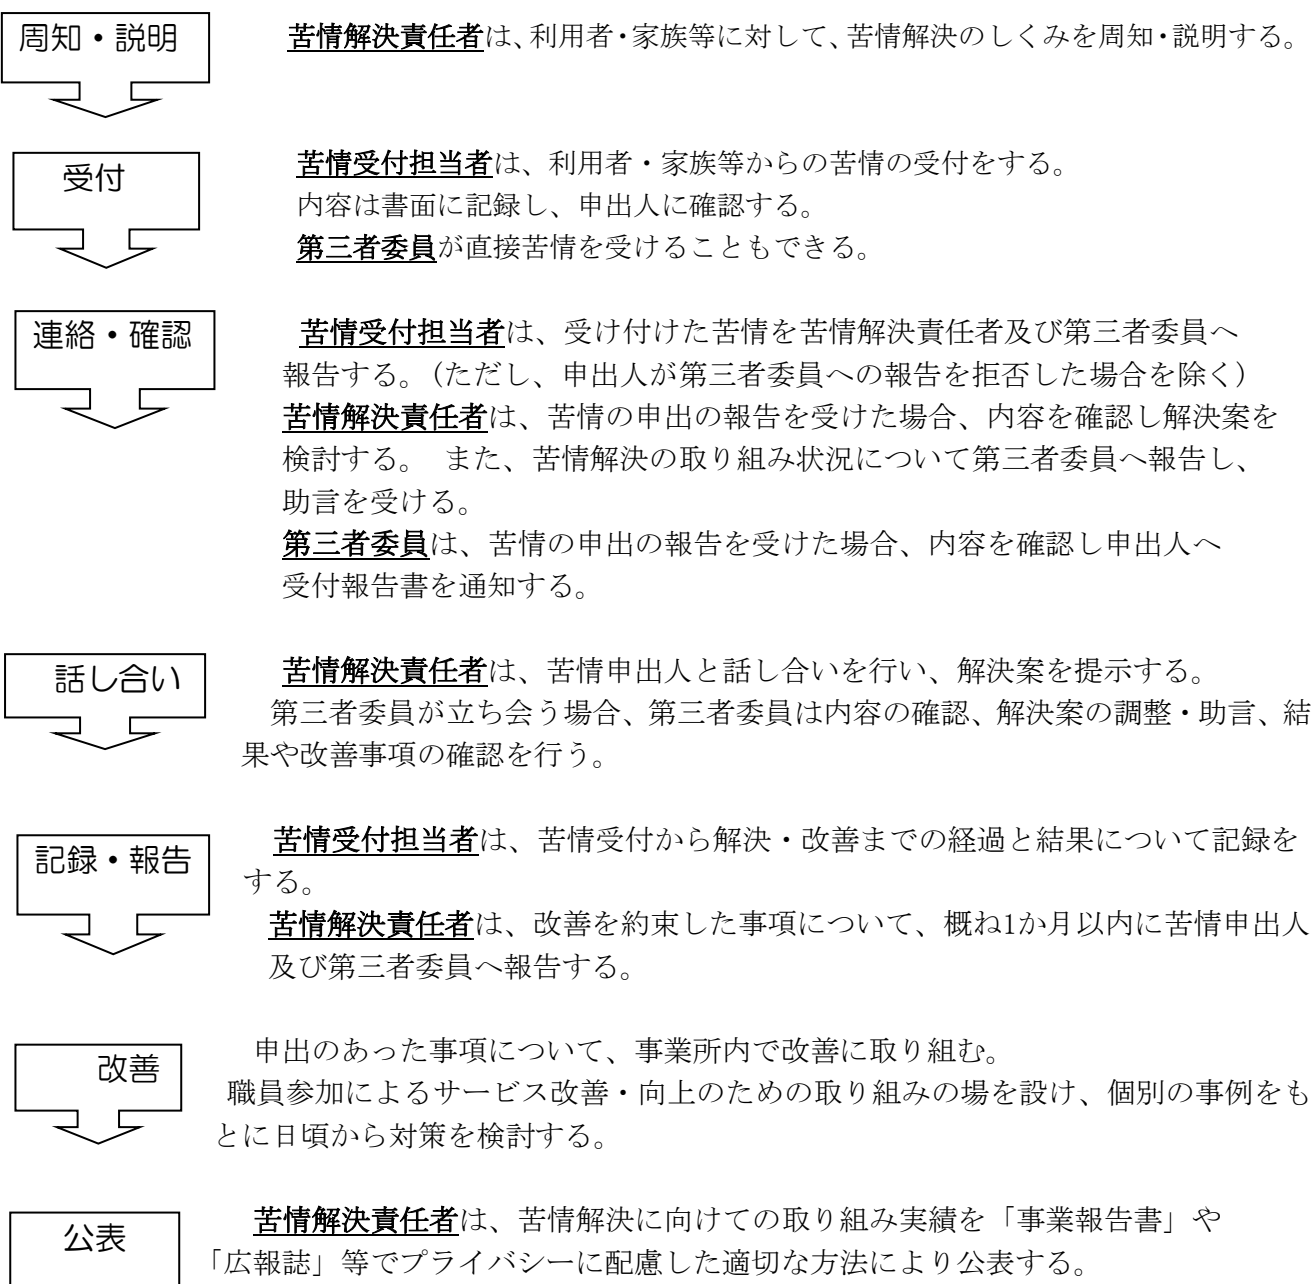 周知・説明
苦情解決責任者は、利用者・家族等に対して、苦情解決のしくみを周知・説明する。
受付
苦情受付担当者は、利用者・家族等からの苦情の受付をする。
内容は書面に記録し、申出人に確認する。
第三者委員が直接苦情を受けることもできる。
連絡・確認
苦情受付担当者は、受け付けた苦情を苦情解決責任者及び第三者委員へ
報告する。(ただし、申出人が第三者委員への報告を拒否した場合を除く)
苦情解決責任者は、苦情の申出の報告を受けた場合、内容を確認し解決案を
検討する。 また、苦情解決の取り組み状況について第三者委員へ報告し、
助言を受ける。
第三者委員は、苦情の申出の報告を受けた場合、内容を確認し申出人へ
受付報告書を通知する。
話し合い
苦情解決責任者は、苦情申出人と話し合いを行い、解決案を提示する。
第三者委員が立ち会う場合、第三者委員は内容の確認、解決案の調整・助言、結
果や改善事項の確認を行う。
記録・報告
苦情受付担当者は、苦情受付から解決・改善までの経過と結果について記録を
する。
苦情解決責任者は、改善を約束した事項について、概ね1か月以内に苦情申出人
及び第三者委員へ報告する。
改善
申出のあった事項について、事業所内で改善に取り組む。
職員参加によるサービス改善・向上のための取り組みの場を設け、個別の事例をも
とに日頃から対策を検討する。
公表
苦情解決責任者は、苦情解決に向けての取り組み実績を「事業報告書」や
「広報誌」等でプライバシーに配慮した適切な方法により公表する。